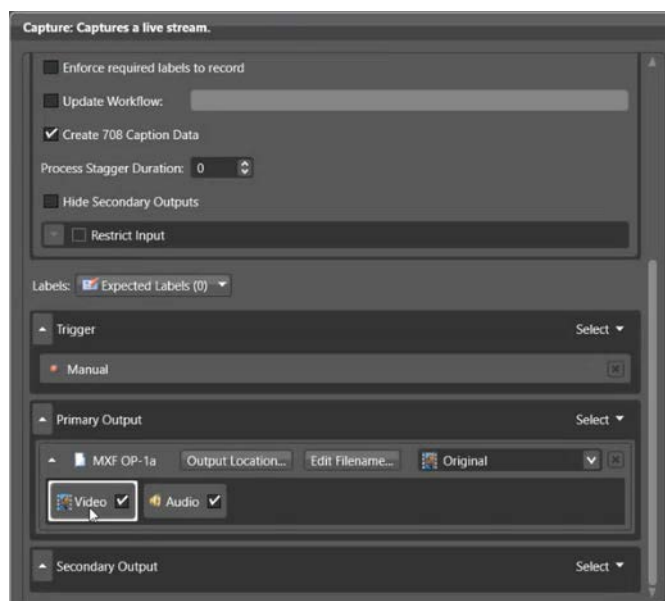 Capture: Captures a live stream.
Enforce required labels to record
Update Workflow:
Create 708 Caption Data
Process Stagger Duration: 0
Hide Secondary Outputs
Restrict Input
Labels: Expected Labels (0)
Trigger Select
Manual
Primary Output Select
MXF OP-1a Output Location... Edit Filename... Original
Video Audio
Secondary Output Select